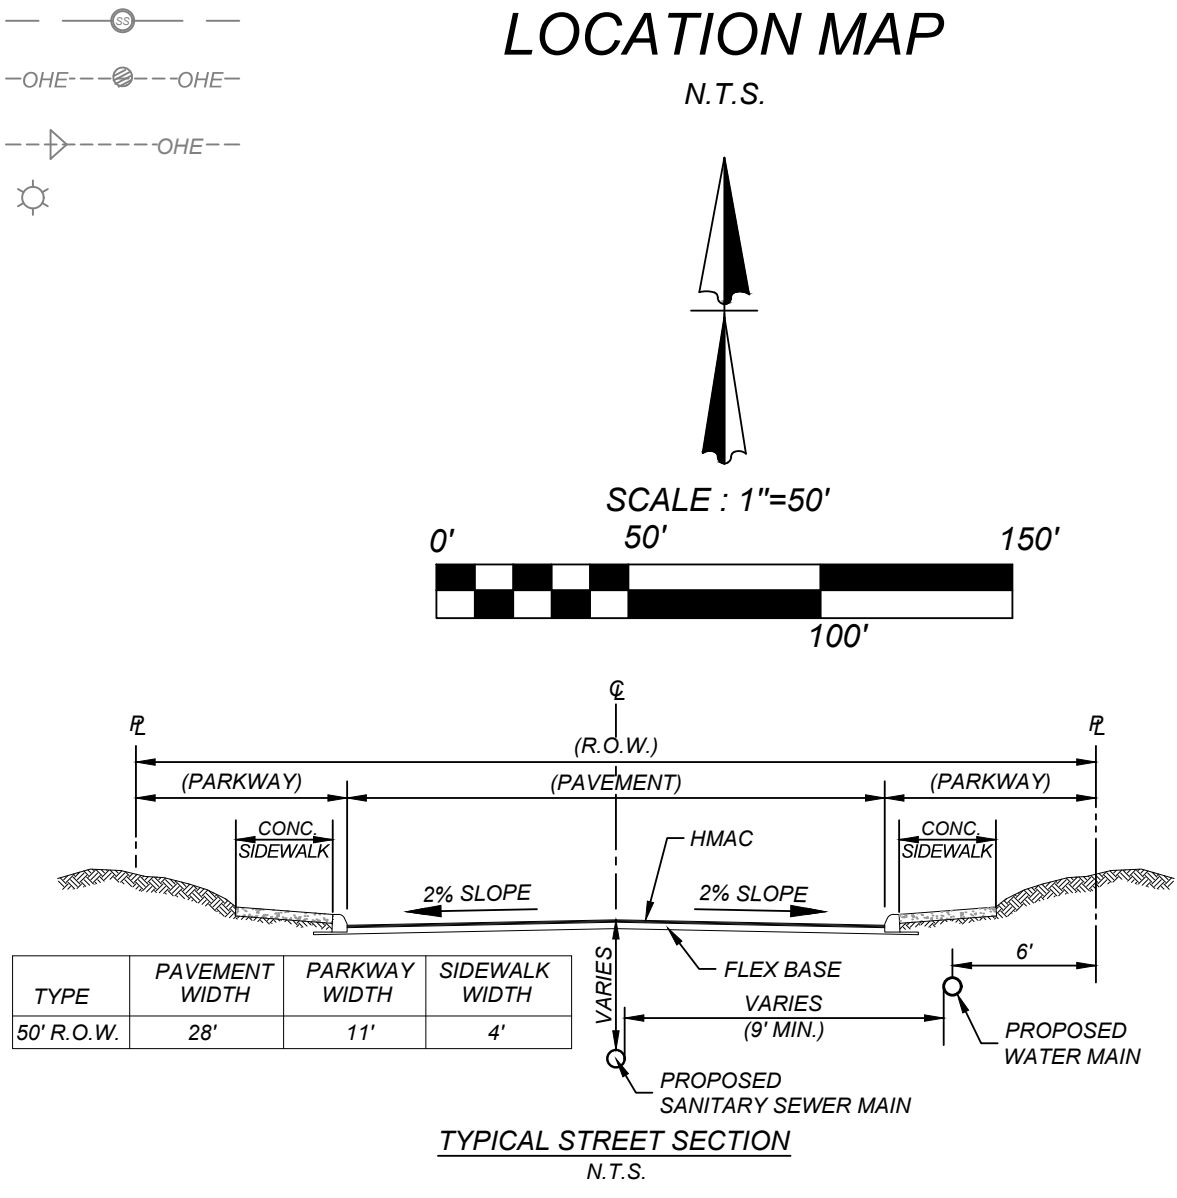 SS
LOCATION MAP
N.T.S.
OHE OHE
OHE
SCALE : 1"=50'
0' 50' 150'
100'
℄
⅊ ⅊
(R.O.W.)
(PARKWAY) (PAVEMENT) (PARKWAY)
CONC.
SIDEWALK
HMAC
CONC.
SIDEWALK
2% SLOPE 2% SLOPE
FLEX BASE
6'
VARIES
VARIES
(9' MIN.)
TYPE PAVEMENT WIDTH PARKWAY WIDTH SIDEWALK WIDTH
50' R.O.W. 28' 11' 4'
PROPOSED
WATER MAIN
PROPOSED
SANITARY SEWER MAIN
TYPICAL STREET SECTION
N.T.S.